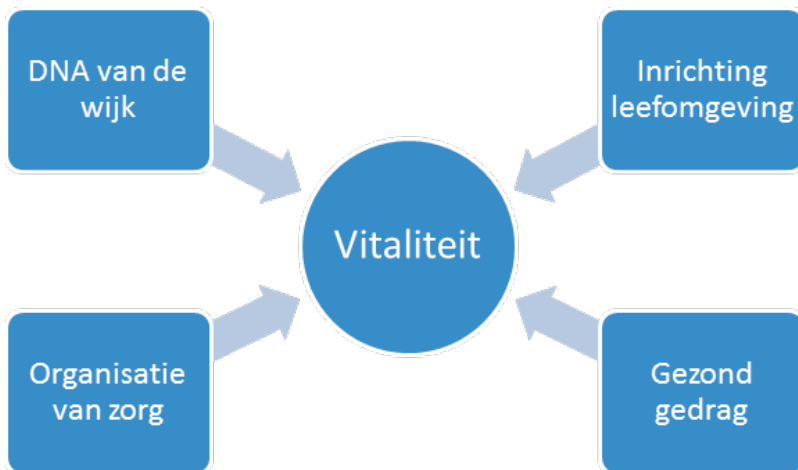 DNA van de
wijk
Inrichting
leefomgeving
Vitaliteit
Organisatie
van zorg
Gezond
gedrag